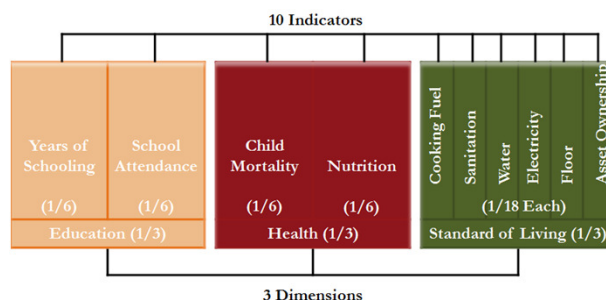 10 Indicators
Years of
Schooling
(1/6)
School
Attendance
(1/6)
Education (1/3)
Child
Mortality
(1/6)
Nutrition
(1/6)
Health (1/3)
Cooking Fuel
Sanitation
Water
Electricity
Floor
Asset Ownership
(1/18 Each)
Standard of Living (1/3)
3 Dimensions